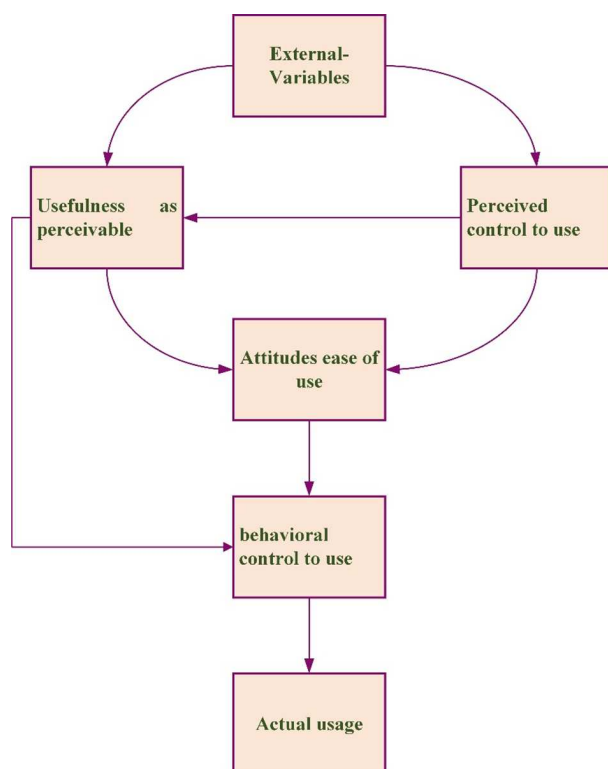 External-
Variables
Usefulness as
perceivable
Perceived
control to use
Attitudes ease of
use
behavioral
control to use
Actual usage